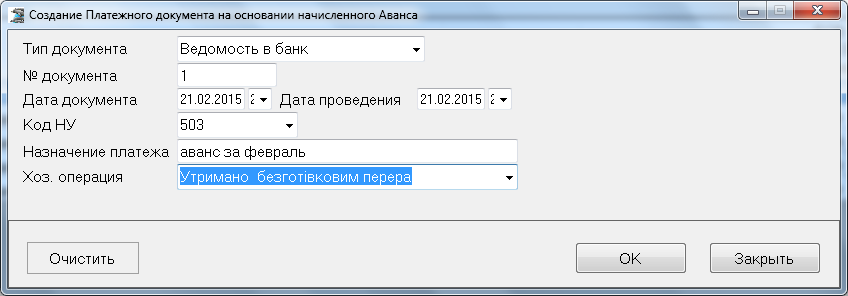 Создание Платежного документа на основании начисленного Аванса
Тип документа Ведомость в банк
№ документа 1
Дата документа 21.02.2015 Дата проведения 21.02.2015
Код НУ 503
Назначение платежа аванс за февраль
Хоз. операция Утримано безготівковим перера
Очистить OK Закрыть